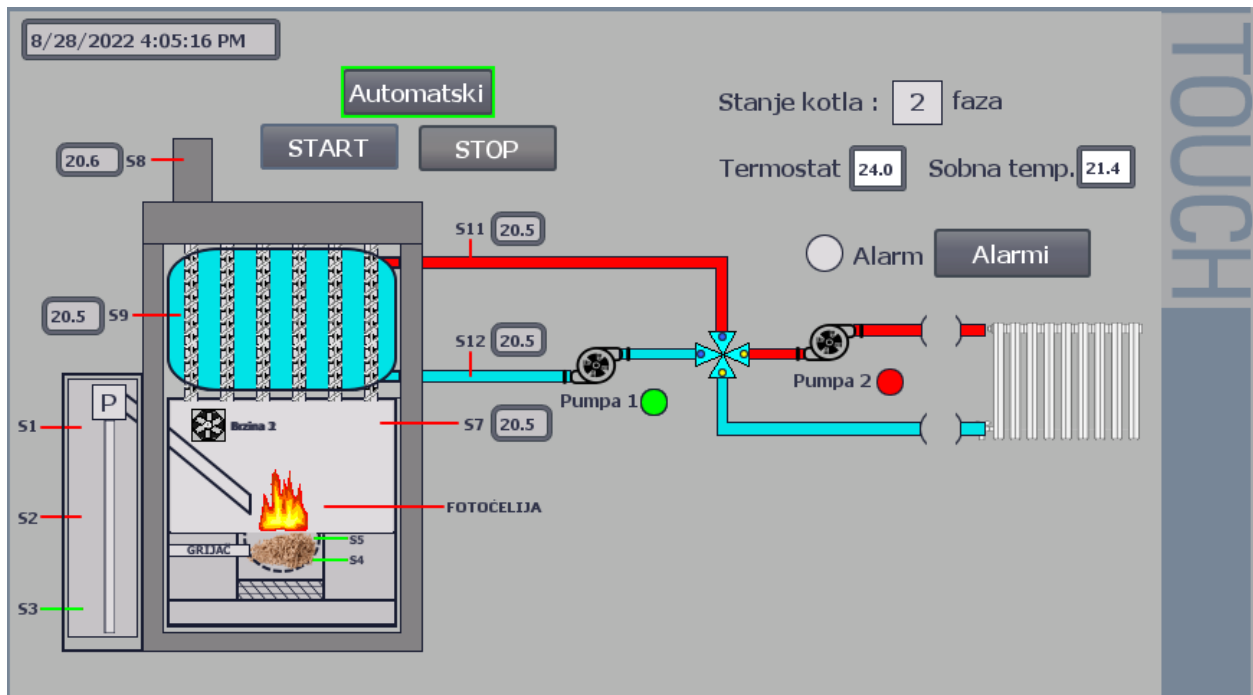 8/28/2022 4:05:16 PM
Automatski
START
STOP
Stanje kotla : 2 faza
Termostat 24.0 Sobna temp. 21.4
Alarm
Alarmi
20.6 S8
S11 20.5
20.5 S9
S12 20.5
Pumpa 1
Pumpa 2
S7 20.5
P
Brzina 2
S1
S2
S3
FOTOĆELIJA
S5
S4
GRIJAČ
TOUCH